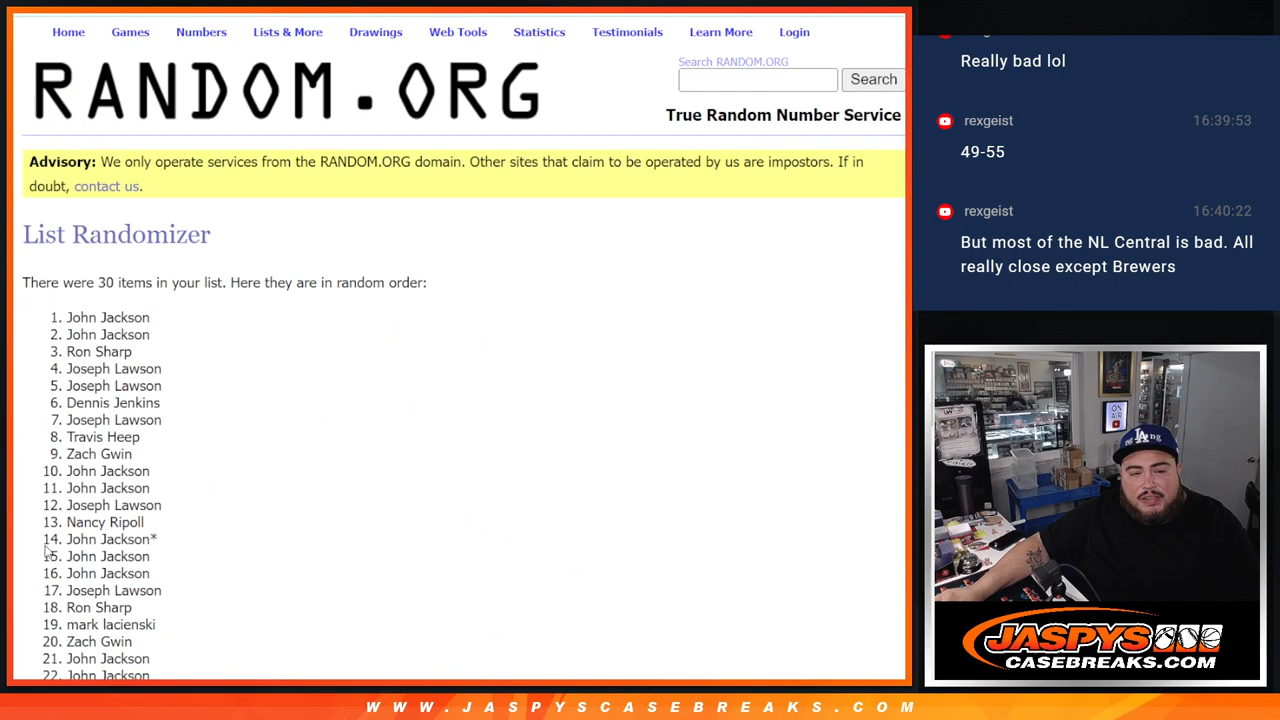 Home Games Numbers Lists & More Drawings Web Tools Statistics Testimonials Learn More Login
RANDOM.ORG
Search RANDOM.ORG
Search
True Random Number Service
Advisory: We only operate services from the RANDOM.ORG domain. Other sites that claim to be operated by us are impostors. If in
doubt, contact us.
List Randomizer
There were 30 items in your list. Here they are in random order:
1. John Jackson
2. John Jackson
3. Ron Sharp
4. Joseph Lawson
5. Joseph Lawson
6. Dennis Jenkins
7. Joseph Lawson
8. Travis Heep
9. Zach Gwin
10. John Jackson
11. John Jackson
12. Joseph Lawson
13. Nancy Ripoll
14. John Jackson*
15. John Jackson
16. John Jackson
17. Joseph Lawson
18. Ron Sharp
19. mark lacienski
20. Zach Gwin
21. John Jackson
22. John Jackson
Really bad lol
rexgeist 16:39:53
49-55
rexgeist 16:40:22
But most of the NL Central is bad. All
really close except Brewers
ON
AIR
LA
JASPYS
CASEBREAKS.COM
WWW.JASPYSCASEBREAKS.COM